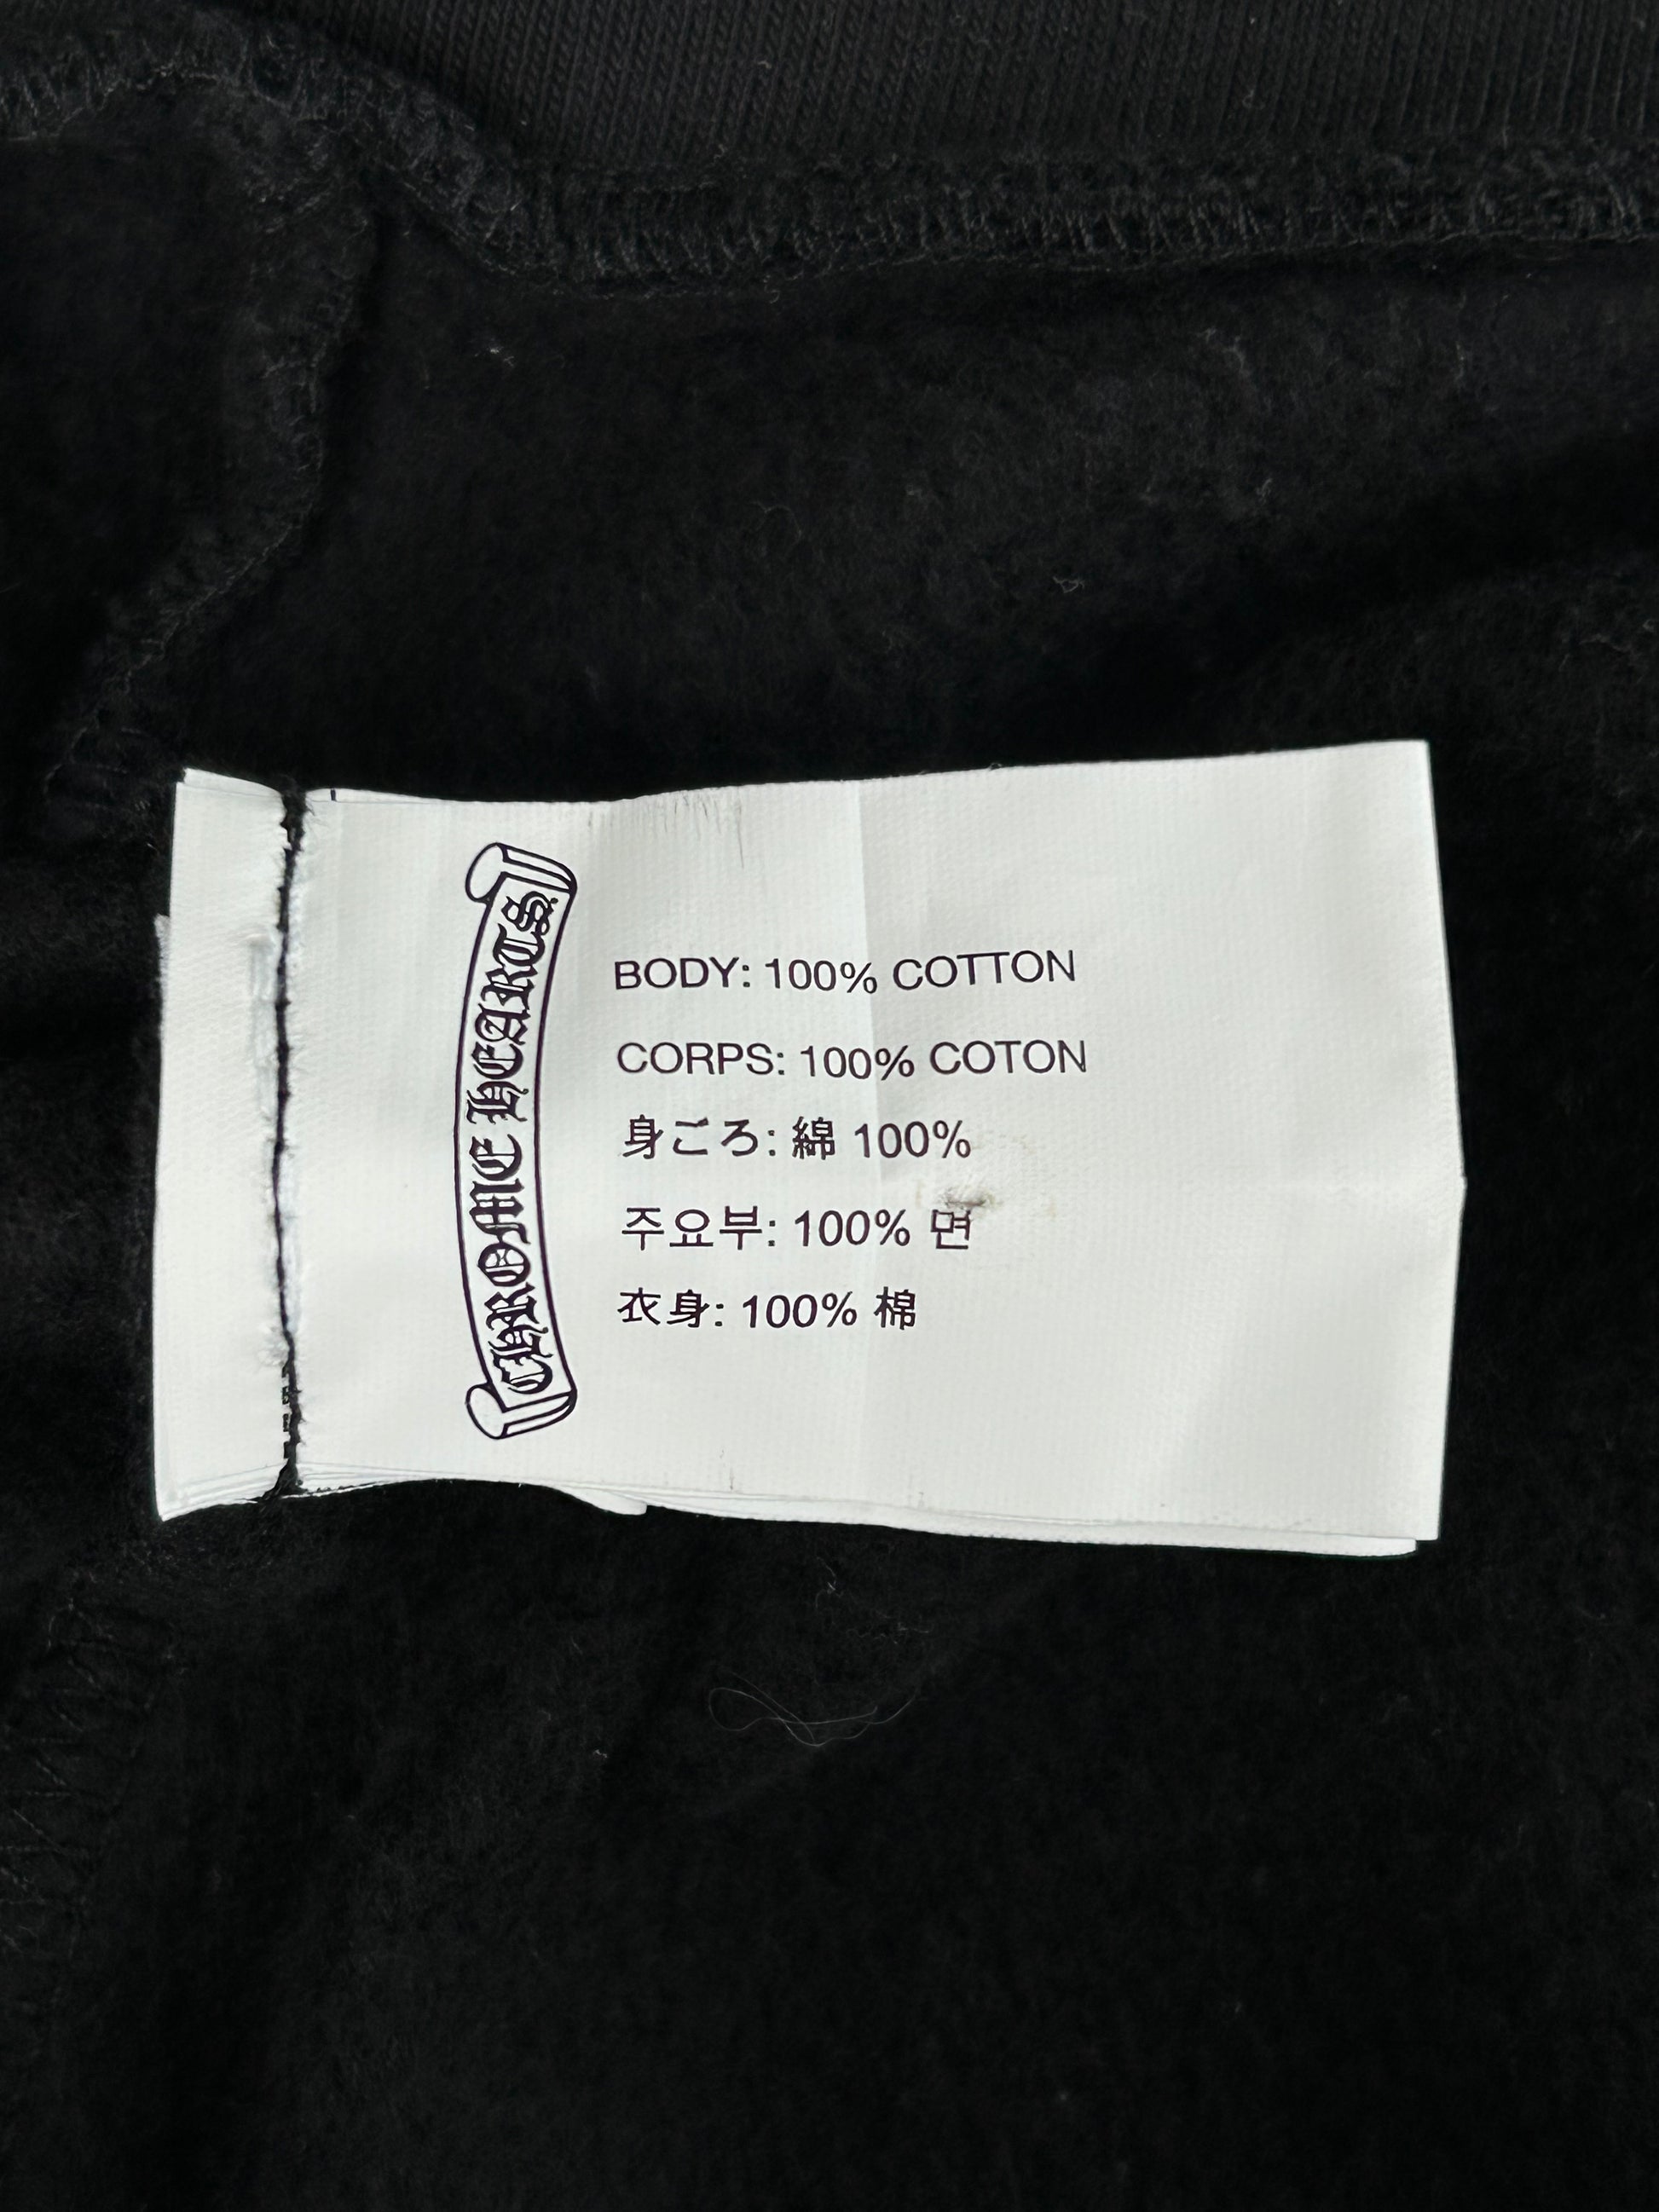 CHROME HEARTS
BODY: 100% COTTON
CORPS: 100% COTON
身ごろ: 綿 100%
주요부: 100% 면
衣身: 100% 棉